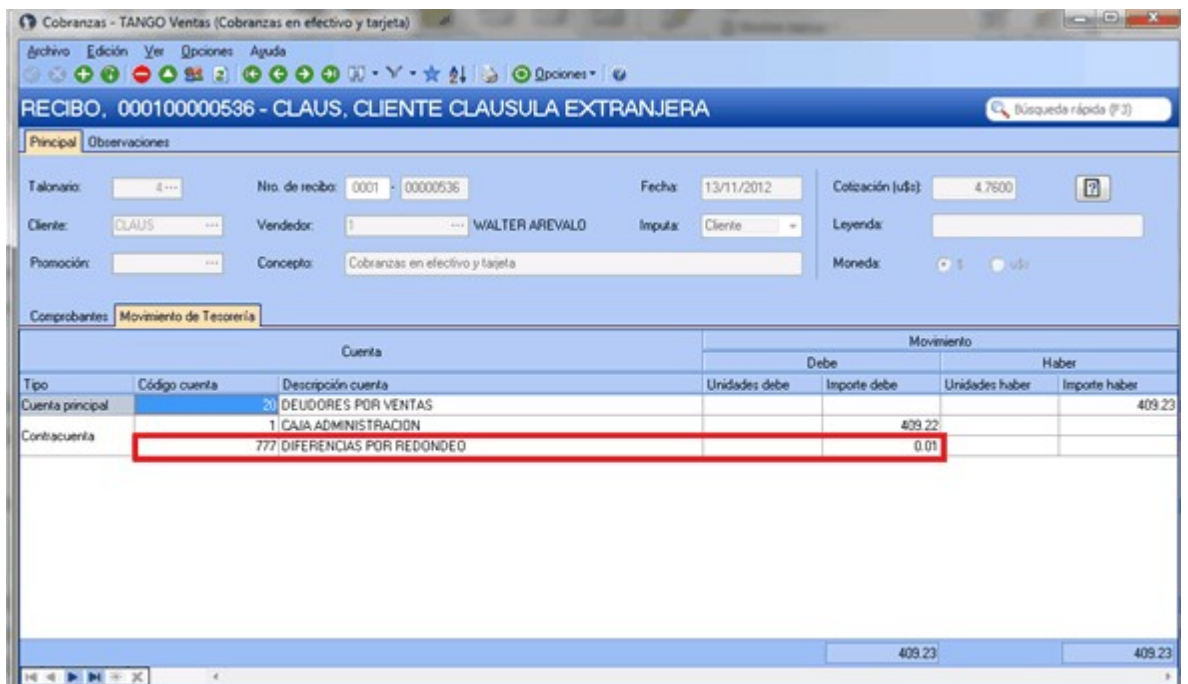 Cobranzas - TANGO Ventas (Cobranzas en efectivo y tarjeta)
Archivo Edición Ver Opciones Ayuda
Opciones
RECIBO, 000100000536 - CLAUS, CLIENTE CLAUSULA EXTRANJERA Búsqueda rápida (F3)
Principal Observaciones
Talonario: 4 Nro. de recibo: 0001 - 00000536 Fecha: 13/11/2012 Cotización (u$s): 4.7600
Cliente: CLAUS Vendedor: 1 WALTER AREVALO Imputa: Cliente Leyenda:
Promoción: Concepto: Cobranzas en efectivo y tarjeta Moneda: $ u$s
Comprobantes Movimiento de Tesorería
Cuenta Movimiento
Debe Haber
Tipo Código cuenta Descripción cuenta Unidades debe Importe debe Unidades haber Importe haber
Cuenta principal 20 DEUDORES POR VENTAS 409.23
Contracuenta 1 CAJA ADMINISTRACION 409.22
777 DIFERENCIAS POR REDONDEO 0.01
409.23 409.23